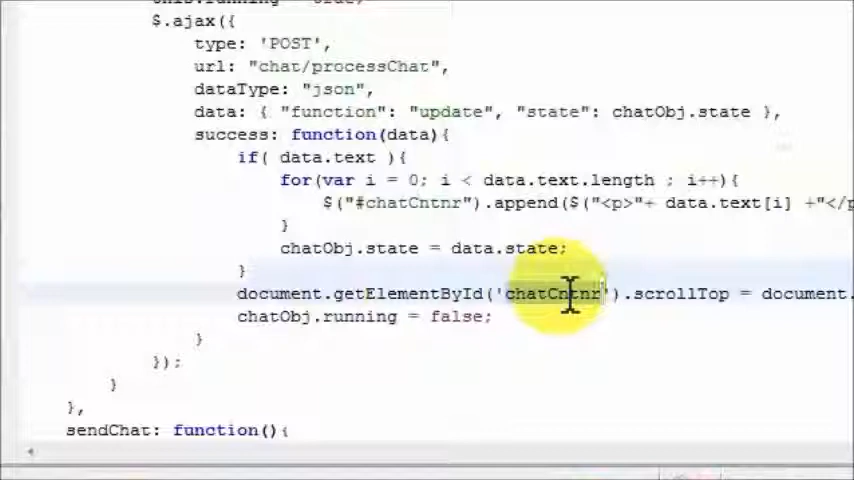 $.ajax({
type: 'POST',
url: "chat/processChat",
dataType: "json",
data: { "function": "update", "state": chatObj.state },
success: function(data){
if( data.text ){
for(var i = 0; i < data.text.length ; i++){
$("#chatCntnr").append($("<p>"+ data.text[i] +"</p
}
chatObj.state = data.state;
}
document.getElementById('chatCntnr').scrollTop = document.
chatObj.running = false;
}
});
}
},
sendChat: function(){